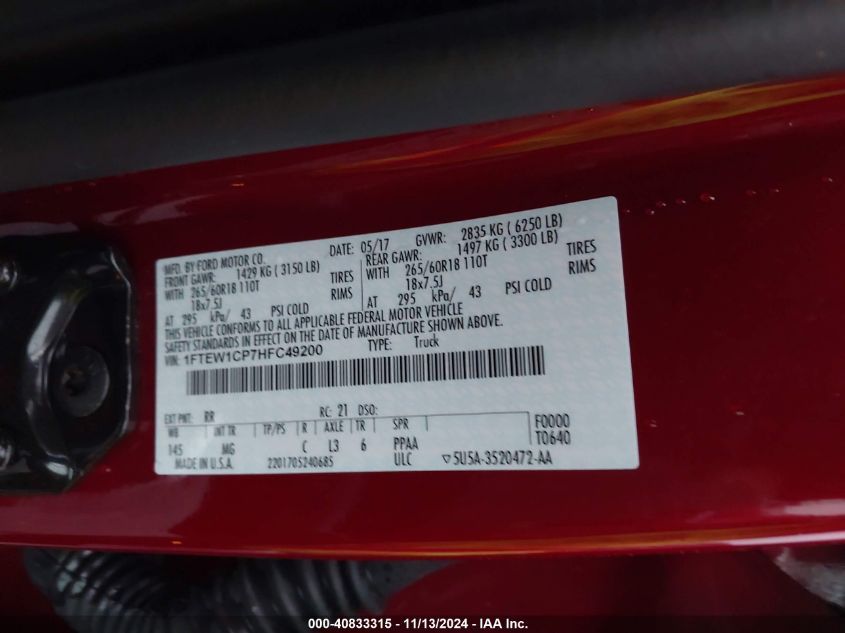 MFD. BY FORD MOTOR CO. DATE: 05/17 GVWR: 2835 KG ( 6250 LB)
FRONT GAWR: 1429 KG ( 3150 LB) REAR GAWR: 1497 KG ( 3300 LB)
WITH 265/60R18 110T TIRES WITH 265/60R18 110T TIRES
18x7.5J RIMS 18x7.5J RIMS
AT 295 kPa/ 43 PSI COLD AT 295 kPa/ 43 PSI COLD
THIS VEHICLE CONFORMS TO ALL APPLICABLE FEDERAL MOTOR VEHICLE
SAFETY STANDARDS IN EFFECT ON THE DATE OF MANUFACTURE SHOWN ABOVE.
VIN: 1FTEW1CP7HFC49200 TYPE: Truck
EXT PNT: RR RC: 21 DSO:
WB INT TR TP/PS R AXLE TR SPR F0000
145 MG C L3 6 PPAA T0640
MADE IN U.S.A. 2201705240685 ULC ▽5U5A-3520472-AA
000-40833315 - 11/13/2024 - IAA Inc.